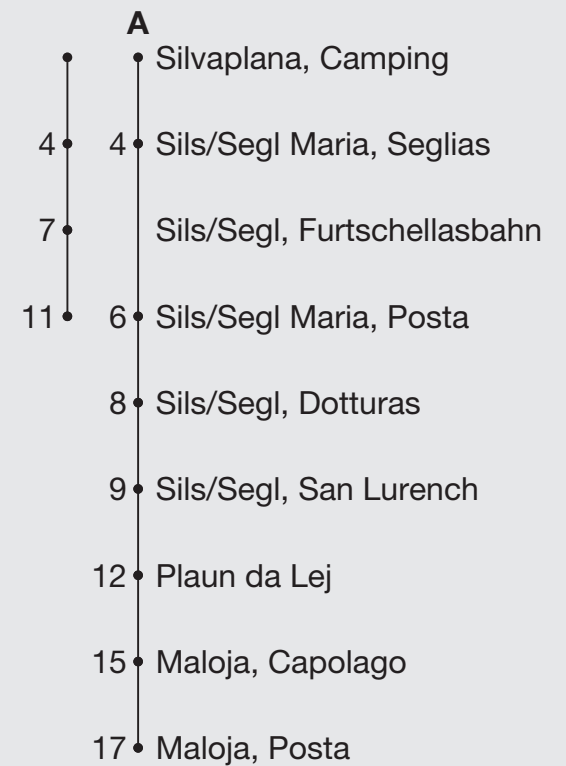 A
Silvaplana, Camping
4 4 Sils/Segl Maria, Seglias
7 Sils/Segl, Furtschellasbahn
11 6 Sils/Segl Maria, Posta
8 Sils/Segl, Dotturas
9 Sils/Segl, San Lurench
12 Plaun da Lej
15 Maloja, Capolago
17 Maloja, Posta